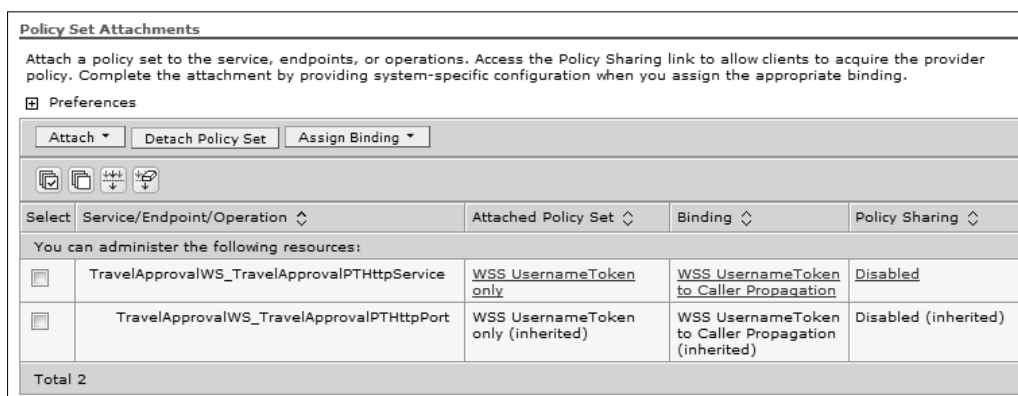 Policy Set Attachments
Attach a policy set to the service, endpoints, or operations. Access the Policy Sharing link to allow clients to acquire the provider
policy. Complete the attachment by providing system-specific configuration when you assign the appropriate binding.
Preferences
Attach Detach Policy Set Assign Binding
Select Service/Endpoint/Operation Attached Policy Set Binding Policy Sharing
You can administer the following resources:
TravelApprovalWS_TravelApprovalPTHttpService WSS UsernameToken WSS UsernameToken Disabled
only to Caller Propagation
TravelApprovalWS_TravelApprovalPTHttpPort WSS UsernameToken WSS UsernameToken Disabled (inherited)
only (inherited) to Caller Propagation
(inherited)
Total 2